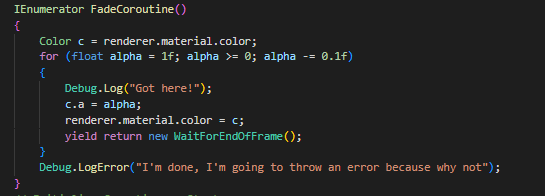 IEnumerator FadeCoroutine()
{
Color c = renderer.material.color;
for (float alpha = 1f; alpha >= 0; alpha -= 0.1f)
{
Debug.Log("Got here!");
c.a = alpha;
renderer.material.color = c;
yield return new WaitForEndOfFrame();
}
Debug.LogError("I'm done, I'm going to throw an error because why not");
}